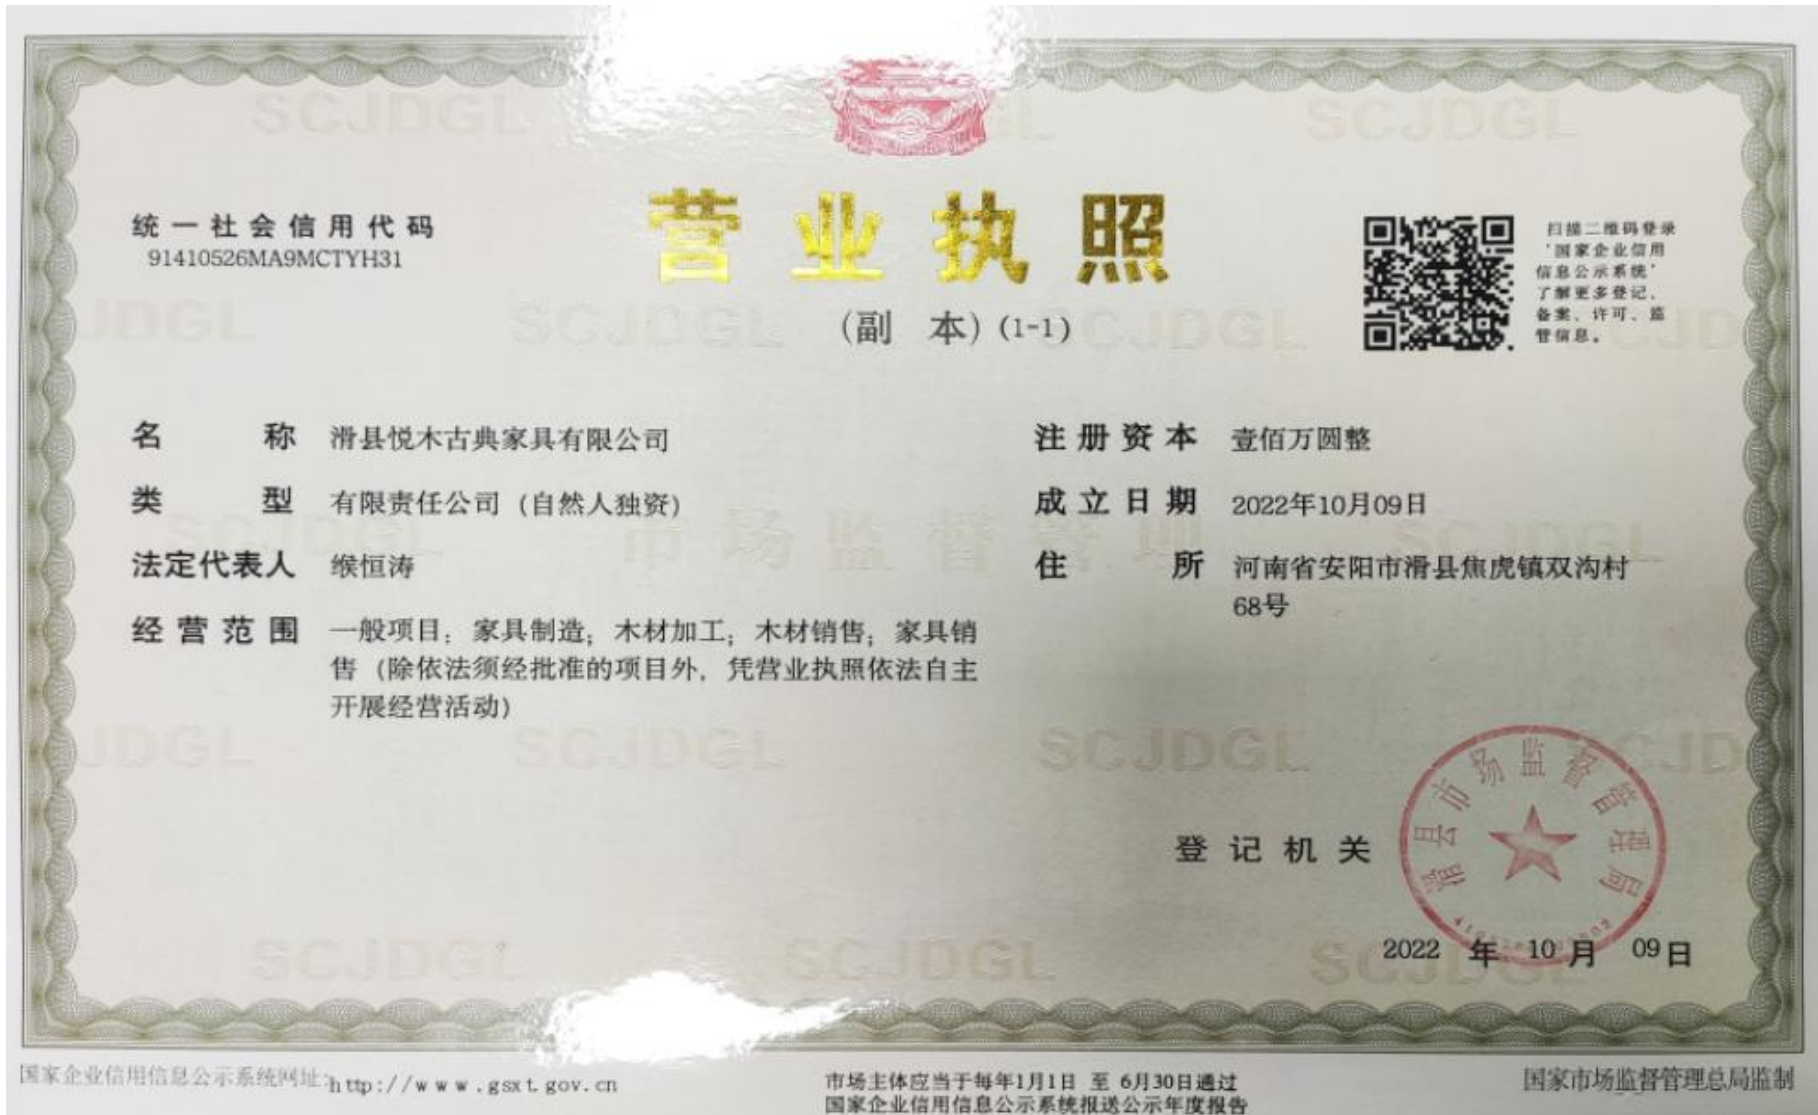 统一社会信用代码
91410526MA9MCTYH31
营业执照
(副 本) (1-1)
扫描二维码登录
‘国家企业信用
信息公示系统’
了解更多登记、
备案、许可、监
管信息。
名 称 滑县悦木古典家具有限公司
注册资本 壹佰万圆整
类 型 有限责任公司 (自然人独资)
成立日期 2022年10月09日
法定代表人 缑恒涛
住 所 河南省安阳市滑县焦虎镇双沟村
68号
经营范围 一般项目: 家具制造; 木材加工; 木材销售; 家具销
售 (除依法须经批准的项目外, 凭营业执照依法自主
开展经营活动)
SCJDGL
市场监督管理
滑县市场监督管理局
登记机关
2022 年 10 月 09 日
国家企业信用信息公示系统网址: http://www.gsxt.gov.cn
市场主体应当于每年1月1日 至 6月30日通过
国家企业信用信息公示系统报送公示年度报告
国家市场监督管理总局监制